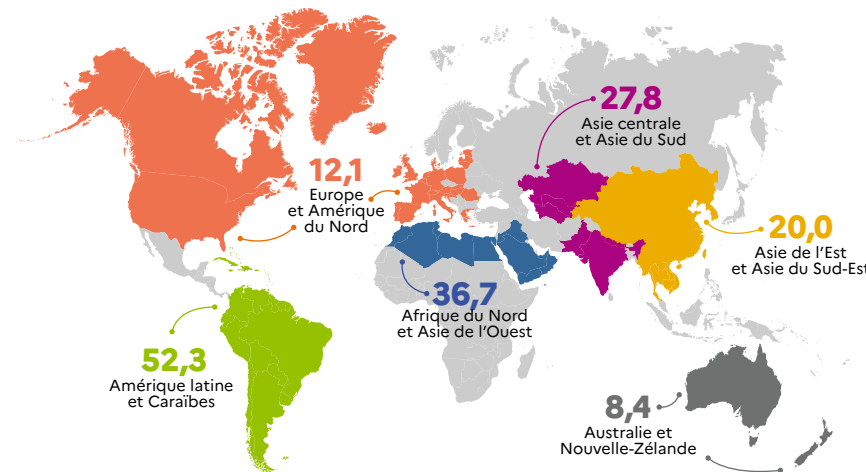 27,8
Asie centrale
et Asie du Sud
12,1
Europe
et Amérique
du Nord
20,0
Asie de l'Est
et Asie du Sud-Est
36,7
Afrique du Nord
et Asie de l'Ouest
52,3
Amérique latine
et Caraïbes
8,4
Australie et
Nouvelle-Zélande